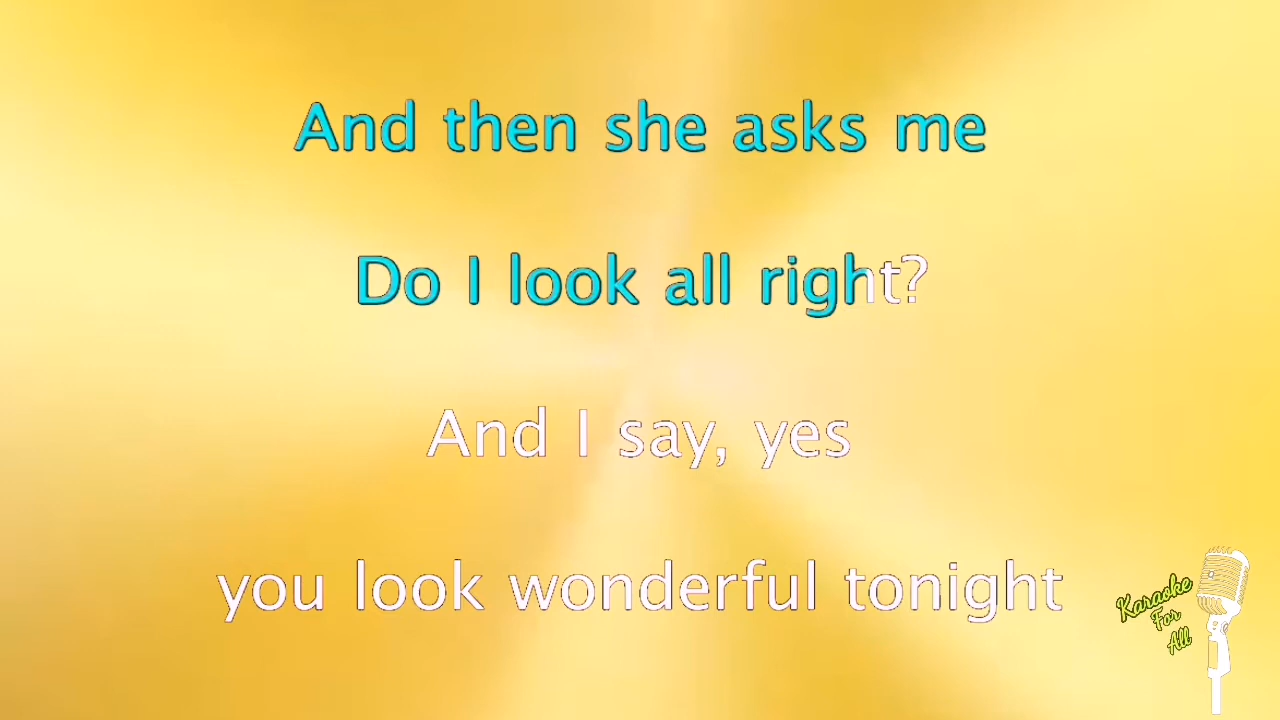 And then she asks me
Do I look all right?
And I say, yes
you look wonderful tonight
Karaoke
For
All